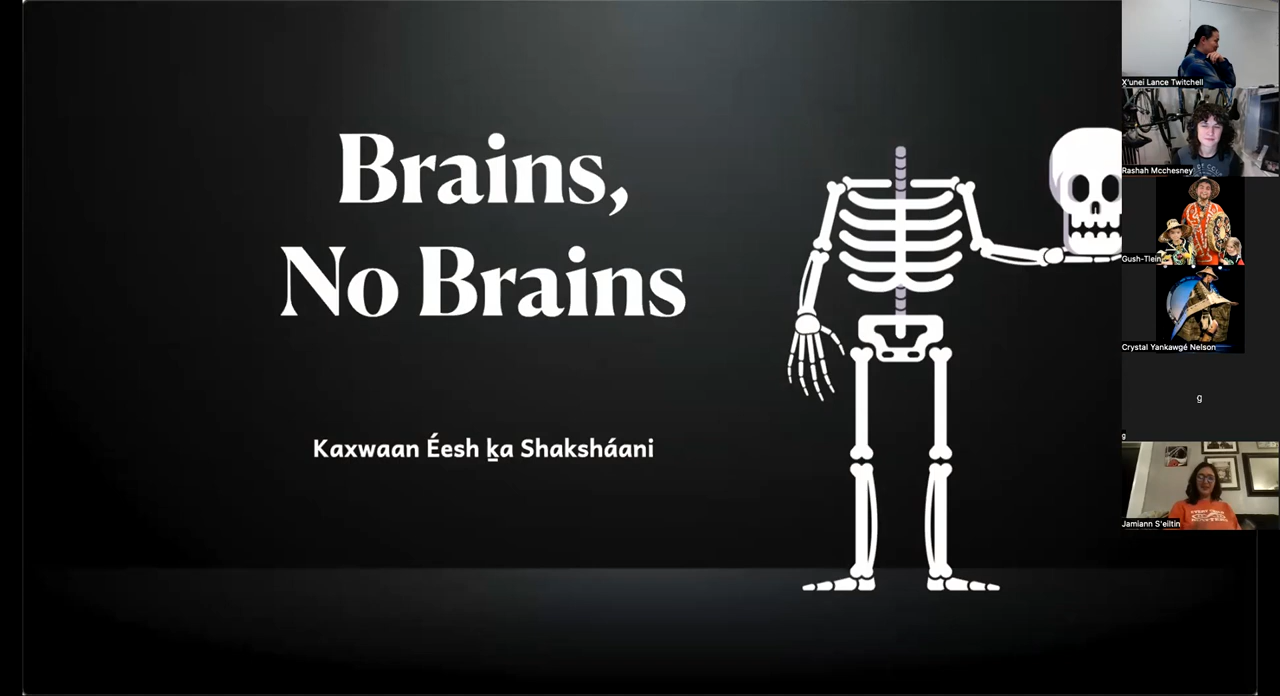 Brains,
No Brains
Kaxwaan Éesh ḵa Shaksháani
X̱'unei Lance Twitchell
Rashah Mcchesney
Gush-Tlein
Crystal Yankawgé Nelson
g
g
Jamiann S'eiltin